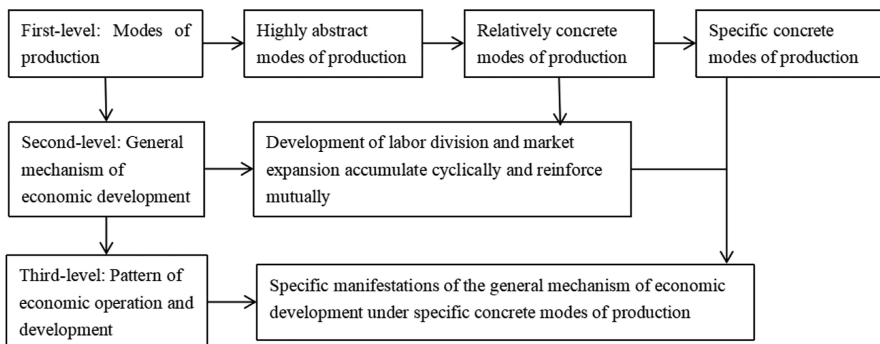 First-level: Modes of
production
Highly abstract
modes of production
Relatively concrete
modes of production
Specific concrete
modes of production
Second-level: General
mechanism of
economic development
Development of labor division and market
expansion accumulate cyclically and reinforce
mutually
Third-level: Pattern of
economic operation and
development
Specific manifestations of the general mechanism of economic
development under specific concrete modes of production